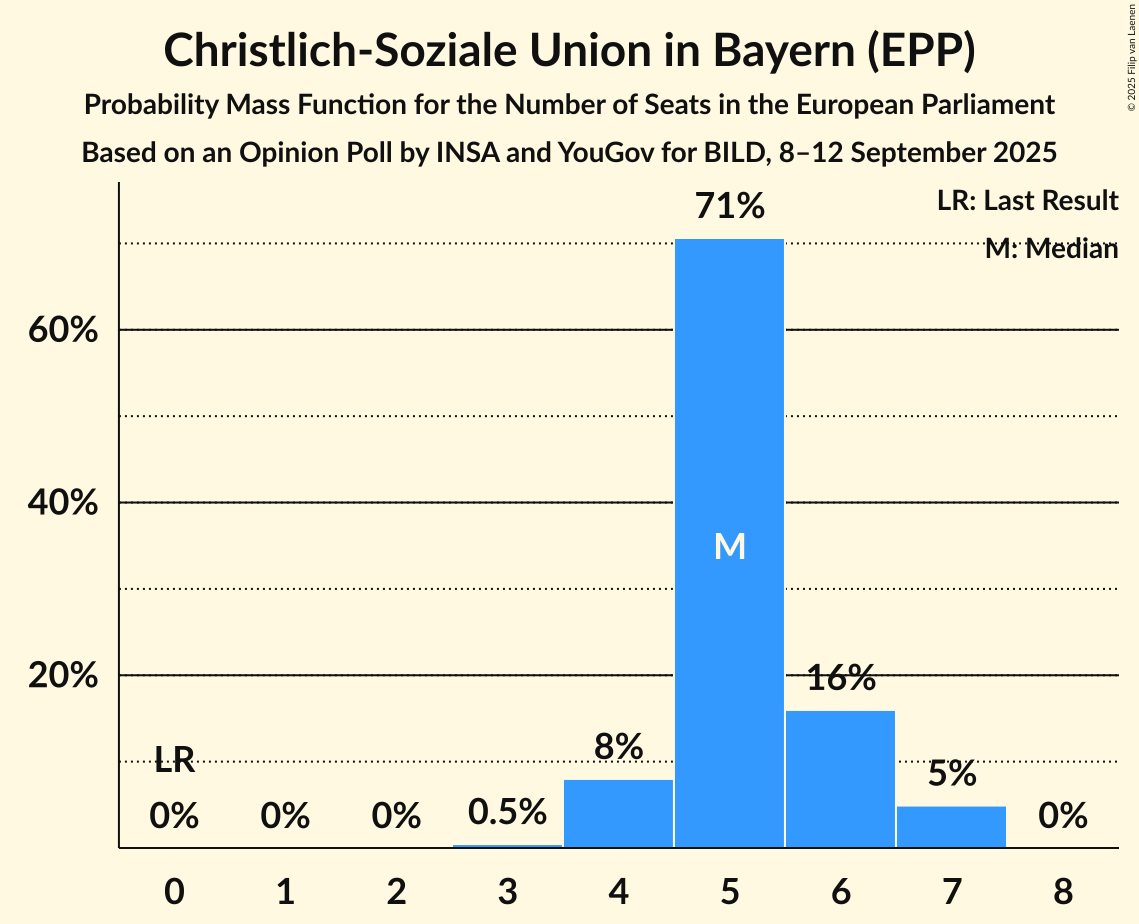 Christlich-Soziale Union in Bayern (EPP)
Probability Mass Function for the Number of Seats in the European Parliament
Based on an Opinion Poll by INSA and YouGov for BILD, 8–12 September 2025
© 2025 Filip van Laenen
LR: Last Result
M: Median
71%
60%
40%
M
20%
16%
8%
5%
LR
0% 0% 0% 0.5% 0%
0 1 2 3 4 5 6 7 8